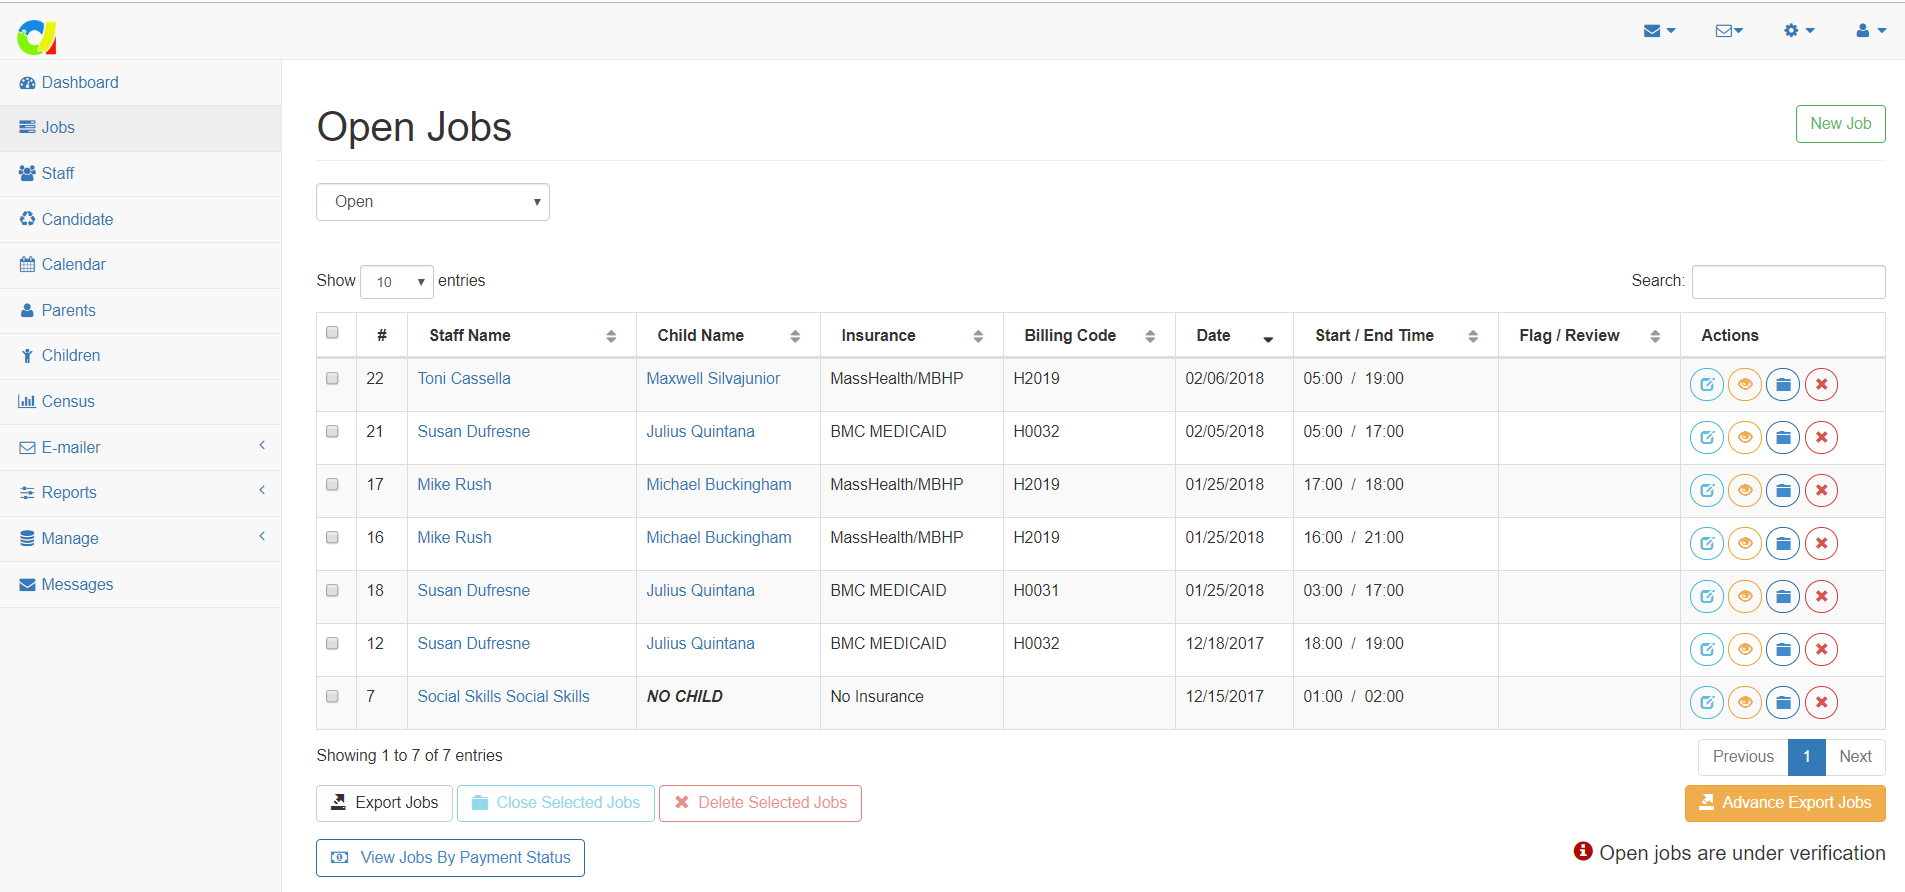 Dashboard
Jobs
Staff
Candidate
Calendar
Parents
Children
Census
E-mailer
Reports
Manage
Messages
Open Jobs
New Job
Open
Show 10 entries
Search:
# Staff Name Child Name Insurance Billing Code Date Start / End Time Flag / Review Actions
22 Toni Cassella Maxwell Silvajunior MassHealth/MBHP H2019 02/06/2018 05:00 / 19:00
21 Susan Dufresne Julius Quintana BMC MEDICAID H0032 02/05/2018 05:00 / 17:00
17 Mike Rush Michael Buckingham MassHealth/MBHP H2019 01/25/2018 17:00 / 18:00
16 Mike Rush Michael Buckingham MassHealth/MBHP H2019 01/25/2018 16:00 / 21:00
18 Susan Dufresne Julius Quintana BMC MEDICAID H0031 01/25/2018 03:00 / 17:00
12 Susan Dufresne Julius Quintana BMC MEDICAID H0032 12/18/2017 18:00 / 19:00
7 Social Skills Social Skills NO CHILD No Insurance 12/15/2017 01:00 / 02:00
Showing 1 to 7 of 7 entries
Previous 1 Next
Export Jobs Close Selected Jobs Delete Selected Jobs Advance Export Jobs
View Jobs By Payment Status
Open jobs are under verification